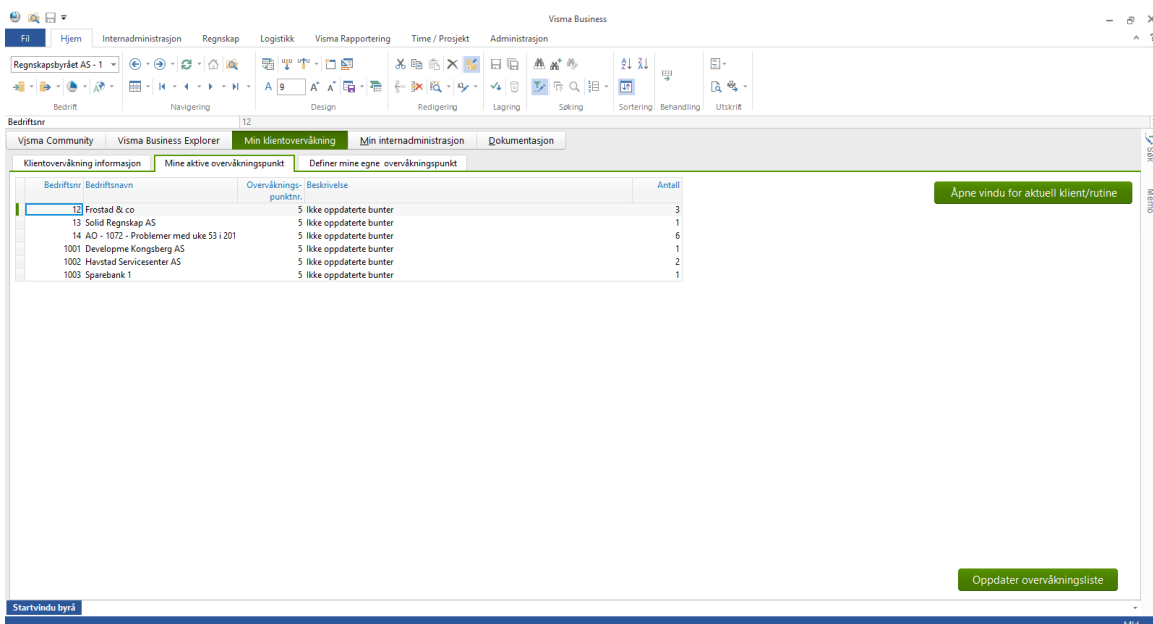 Visma Business
Fil Hjem Internadministrasjon Regnskap Logistikk Visma Rapportering Time / Prosjekt Administrasjon
Regnskapsbyrået AS - 1
A 9
Bedrift Navigering Design Redigering Lagring Søking Sortering Behandling Utskrift
Bedriftsnr 12
Visma Community Visma Business Explorer Min klientovervåkning Min internadministrasjon Dokumentasjon
Klientovervåkning informasjon Mine aktive overvåkningspunkt Definer mine egne overvåkningspunkt
Søk
Memo
Åpne vindu for aktuell klient/rutine
Bedriftsnr Bedriftsnavn Overvåknings- Beskrivelse Antall
punktnr.
12 Frostad & co 5 Ikke oppdaterte bunter 3
13 Solid Regnskap AS 5 Ikke oppdaterte bunter 1
14 AO - 1072 - Problemer med uke 53 i 201 5 Ikke oppdaterte bunter 6
1001 Developme Kongsberg AS 5 Ikke oppdaterte bunter 1
1002 Havstad Servicesenter AS 5 Ikke oppdaterte bunter 2
1003 Sparebank 1 5 Ikke oppdaterte bunter 1
Oppdater overvåkningsliste
Startvindu byrå